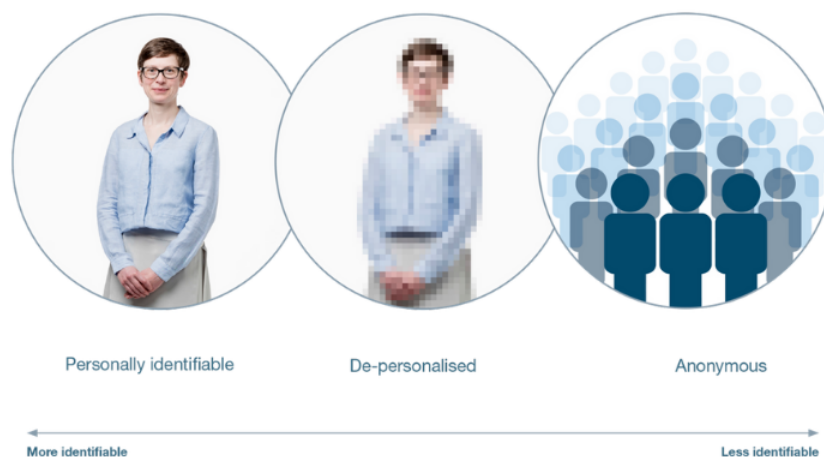 Personally identifiable
De-personalised
Anonymous
More identifiable
Less identifiable